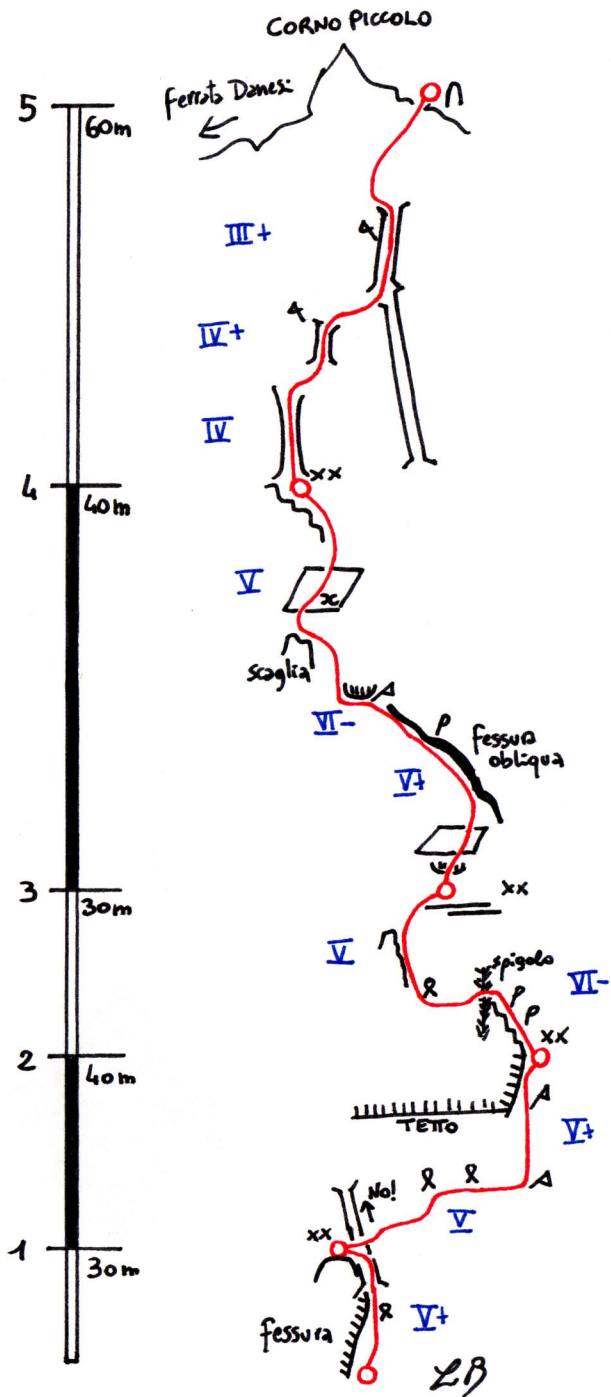 CORNO PICCOLO
Ferrata Danesi
5
60m
III+
IV+
IV
xx
4
40m
V
x
scaglia
A
VI-
P
Fessura
obliqua
V+
xx
3
30m
V
spigolo
VI-
P
P
xx
2
40m
A
TETTO
V+
No!
A
V
xx
1
30m
V+
Fessura
LB